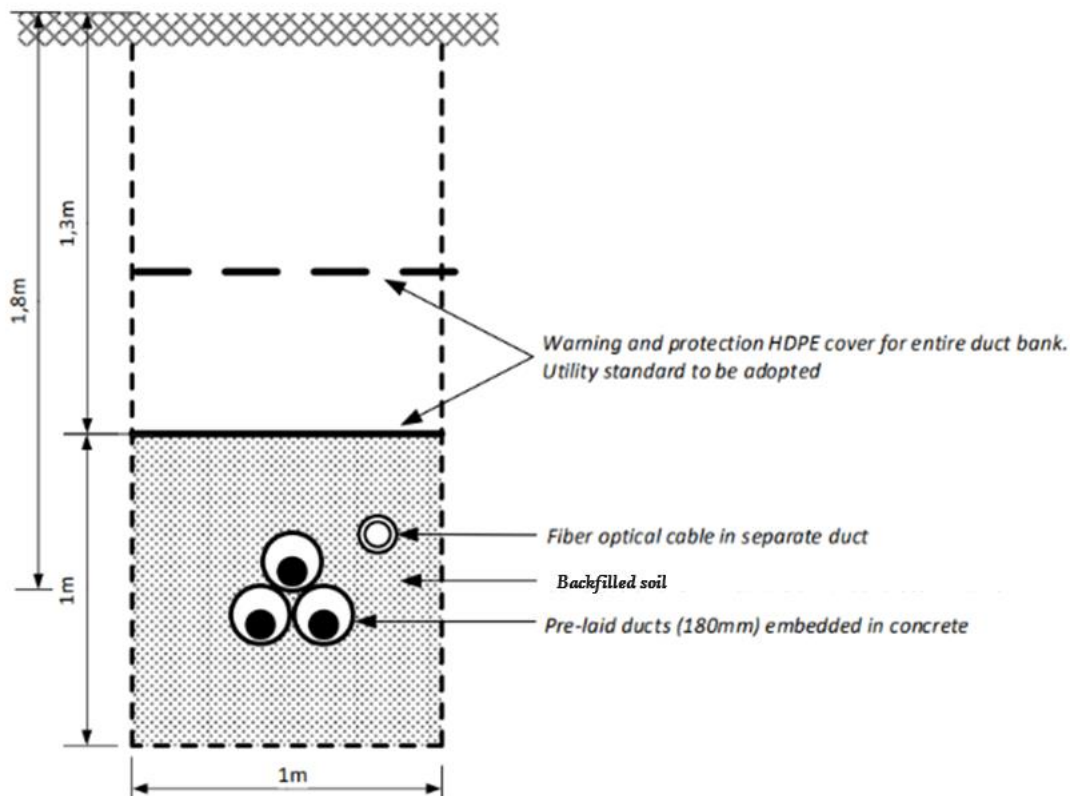 1,3m
1,8m
Warning and protection HDPE cover for entire duct bank.
Utility standard to be adopted
Fiber optical cable in separate duct
Backfilled soil
1m
Pre-laid ducts (180mm) embedded in concrete
1m